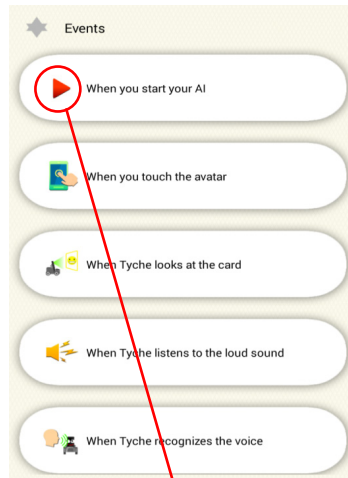 Events
When you start your AI
When you touch the avatar
When Tyche looks at the card
When Tyche listens to the loud sound
When Tyche recognizes the voice